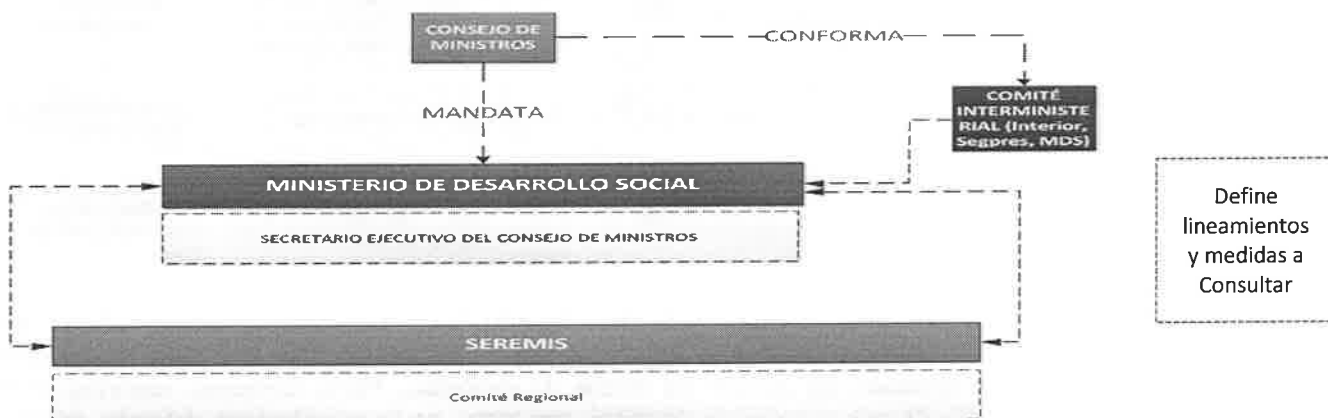 CONSEJO DE
MINISTROS
CONFORMA
MANDATA
COMITÉ
INTERMINISTE
RIAL (Interior,
Segpres, MDS)
MINISTERIO DE DESARROLLO SOCIAL
SECRETARIO EJECUTIVO DEL CONSEJO DE MINISTROS
Define
lineamientos
y medidas a
Consultar
SEREMIS
Comité Regional